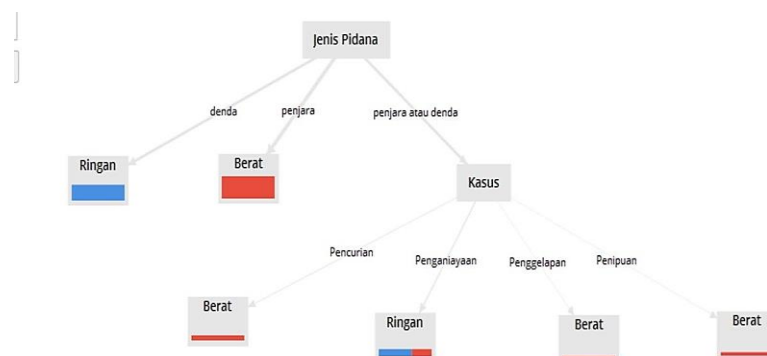 Jenis Pidana
denda
penjara
penjara atau denda
Ringan
Berat
Kasus
Pencurian
Penganiayaan
Penggelapan
Penipuan
Berat
Ringan
Berat
Berat